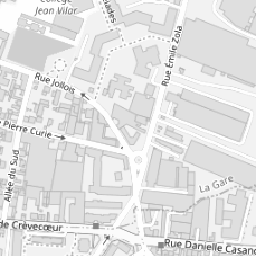 Collège
Jean Vilar
Rue Jollois
Rue Émile Zola
Pierre Curie
Allée du Sud
La Gare
de Crèvecœur
Rue Danielle Casano